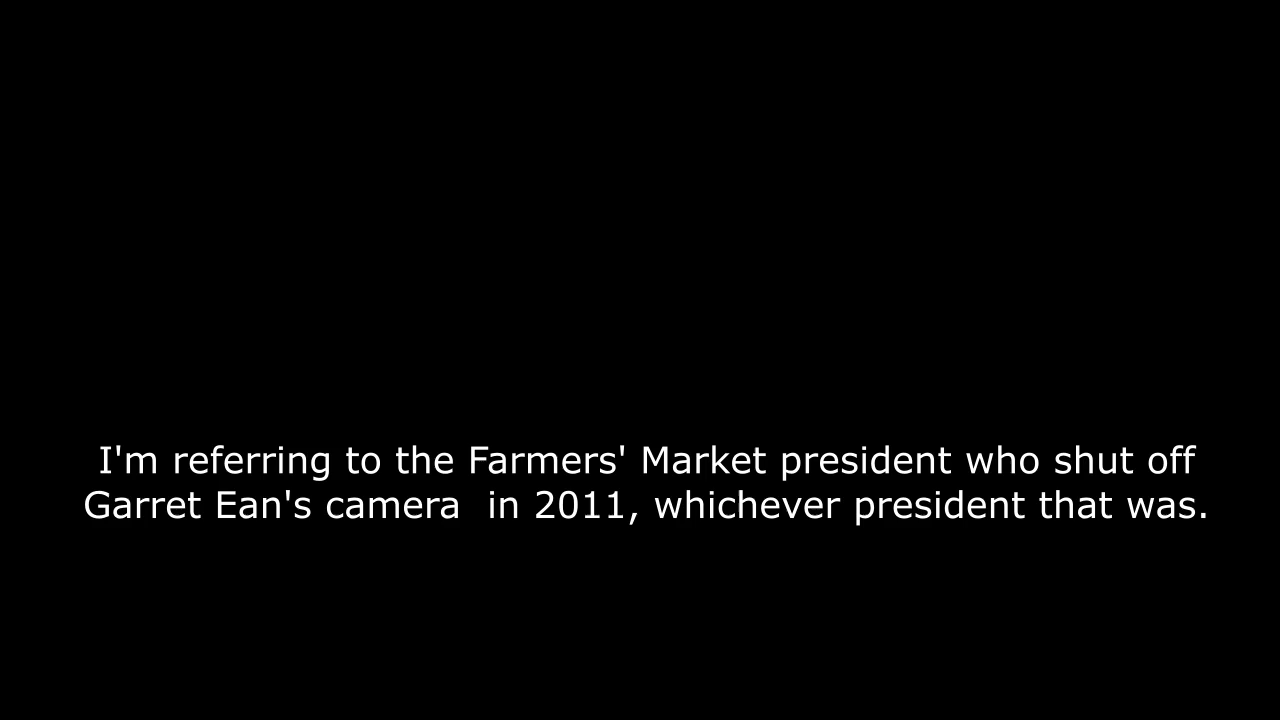 I'm referring to the Farmers' Market president who shut off
Garret Ean's camera  in 2011, whichever president that was.